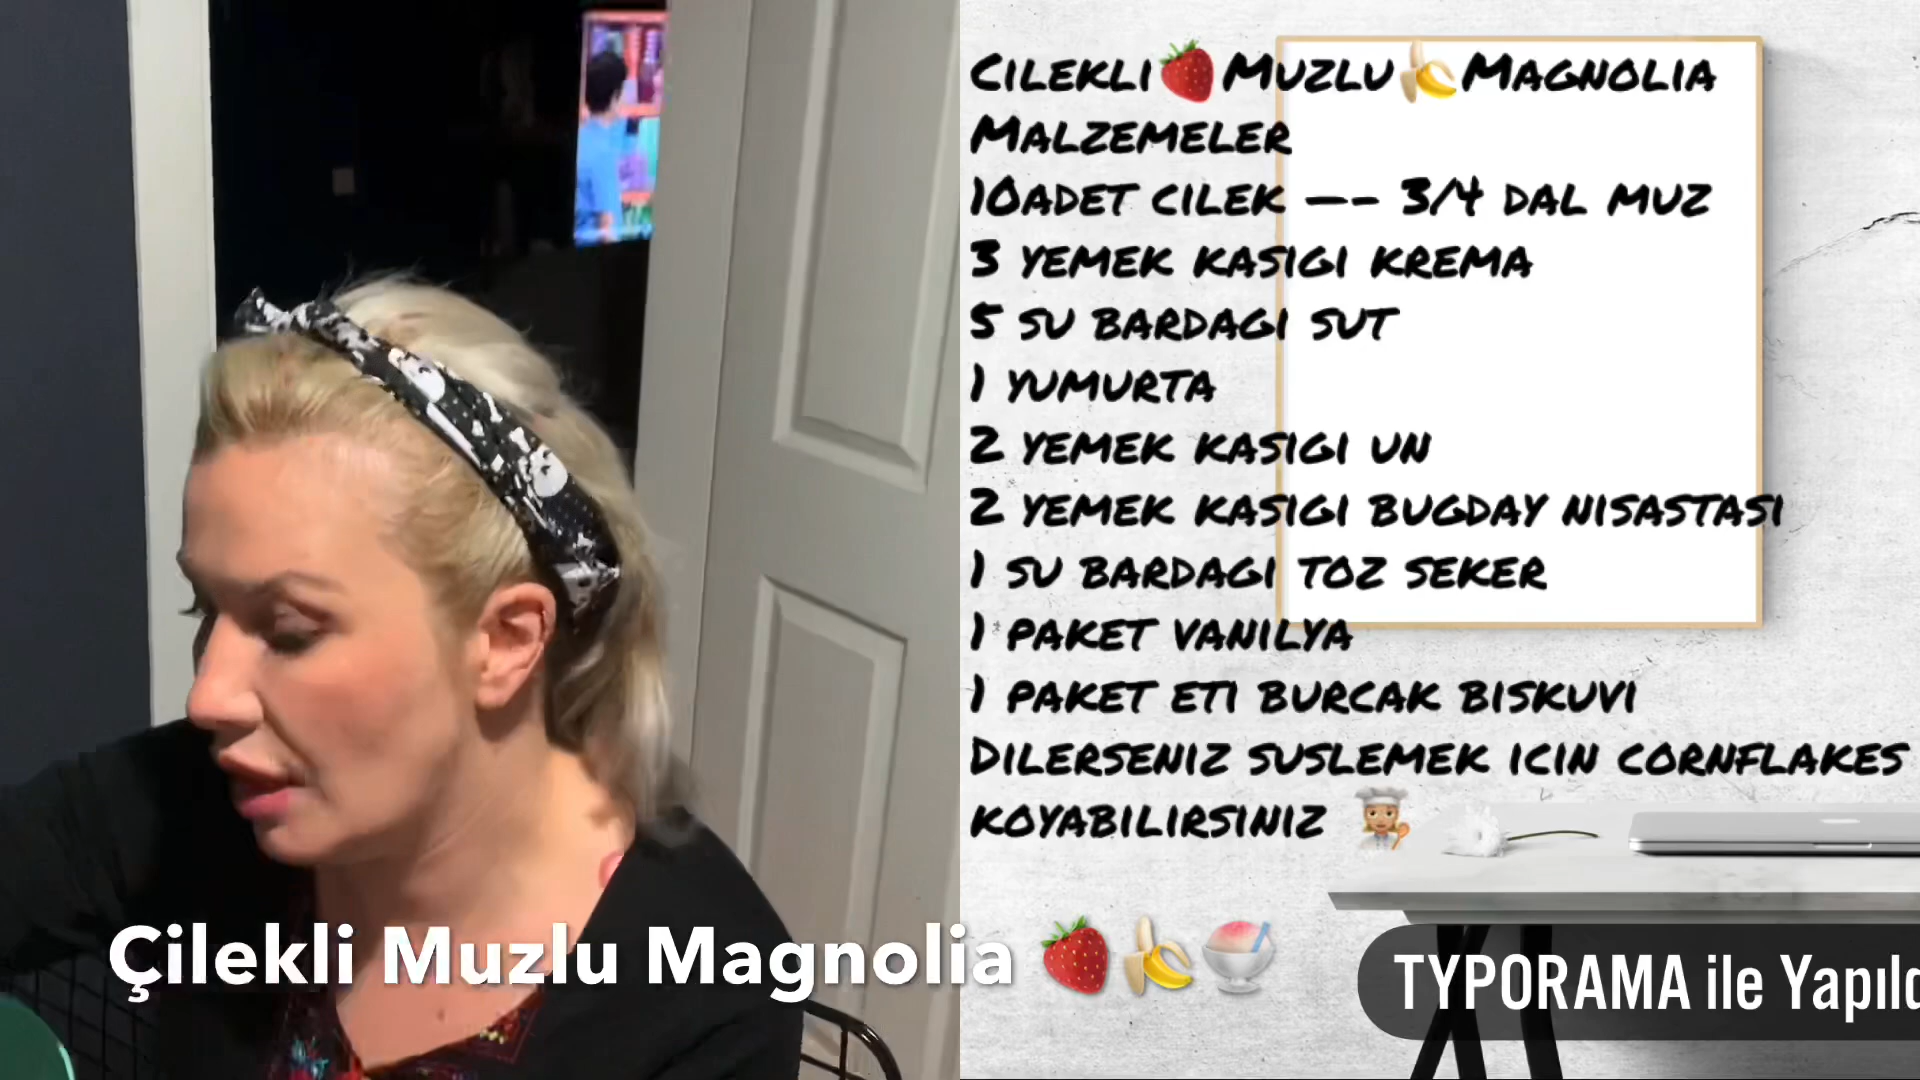 CILEKLI🍓MUZLU🍌MAGNOLIA
MALZEMELER
10ADET CILEK –-- 3/4 DAL MUZ
3 YEMEK KASIGI KREMA
5 SU BARDAGI SUT
1 YUMURTA
2 YEMEK KASIGI UN
2 YEMEK KASIGI BUGDAY NISASTASI
1 SU BARDAGI TOZ SEKER
1 PAKET VANILYA
1 PAKET ETI BURCAK BISKUVI
DILERSENIZ SUSLEMEK ICIN CORNFLAKES
KOYABILIRSINIZ 👩🏼‍🍳
Çilekli Muzlu Magnolia 🍓🍌🍧
TYPORAMA ile Yapıld